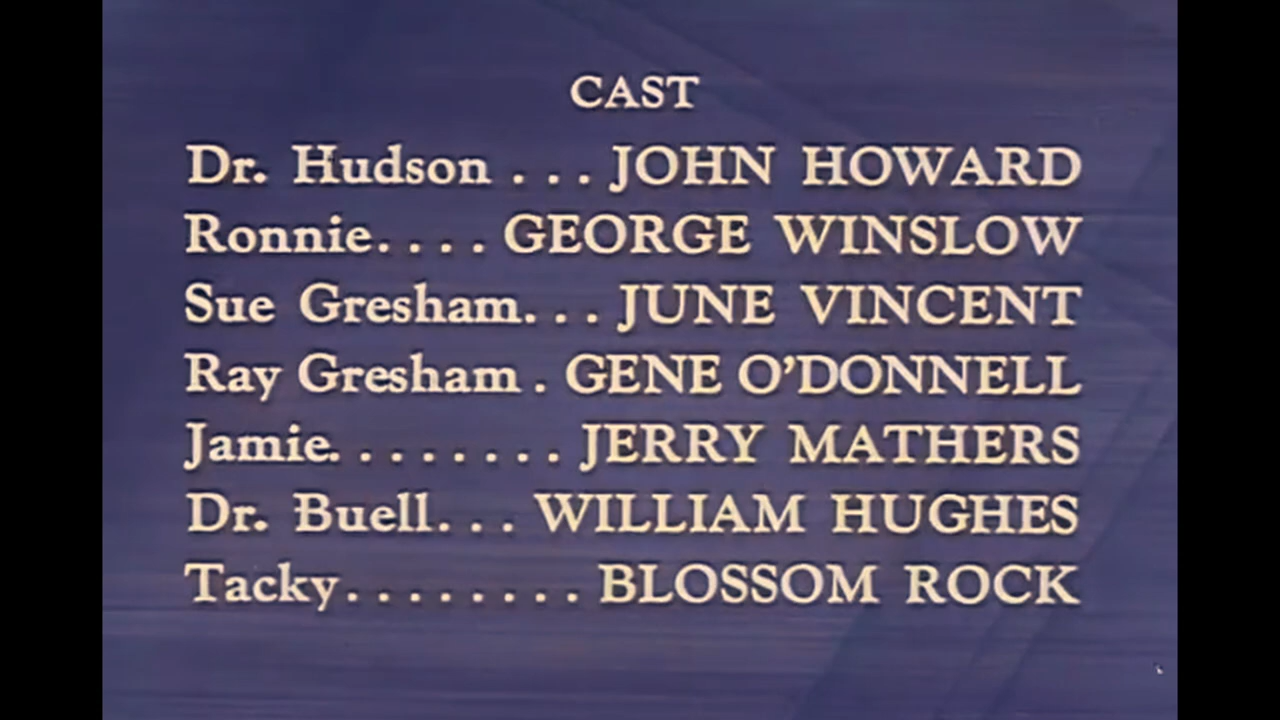 CAST
Dr. Hudson . . . JOHN HOWARD
Ronnie. . . . GEORGE WINSLOW
Sue Gresham. . . JUNE VINCENT
Ray Gresham . GENE O’DONNELL
Jamie. . . . . . . . JERRY MATHERS
Dr. Buell. . . WILLIAM HUGHES
Tacky. . . . . . . . BLOSSOM ROCK